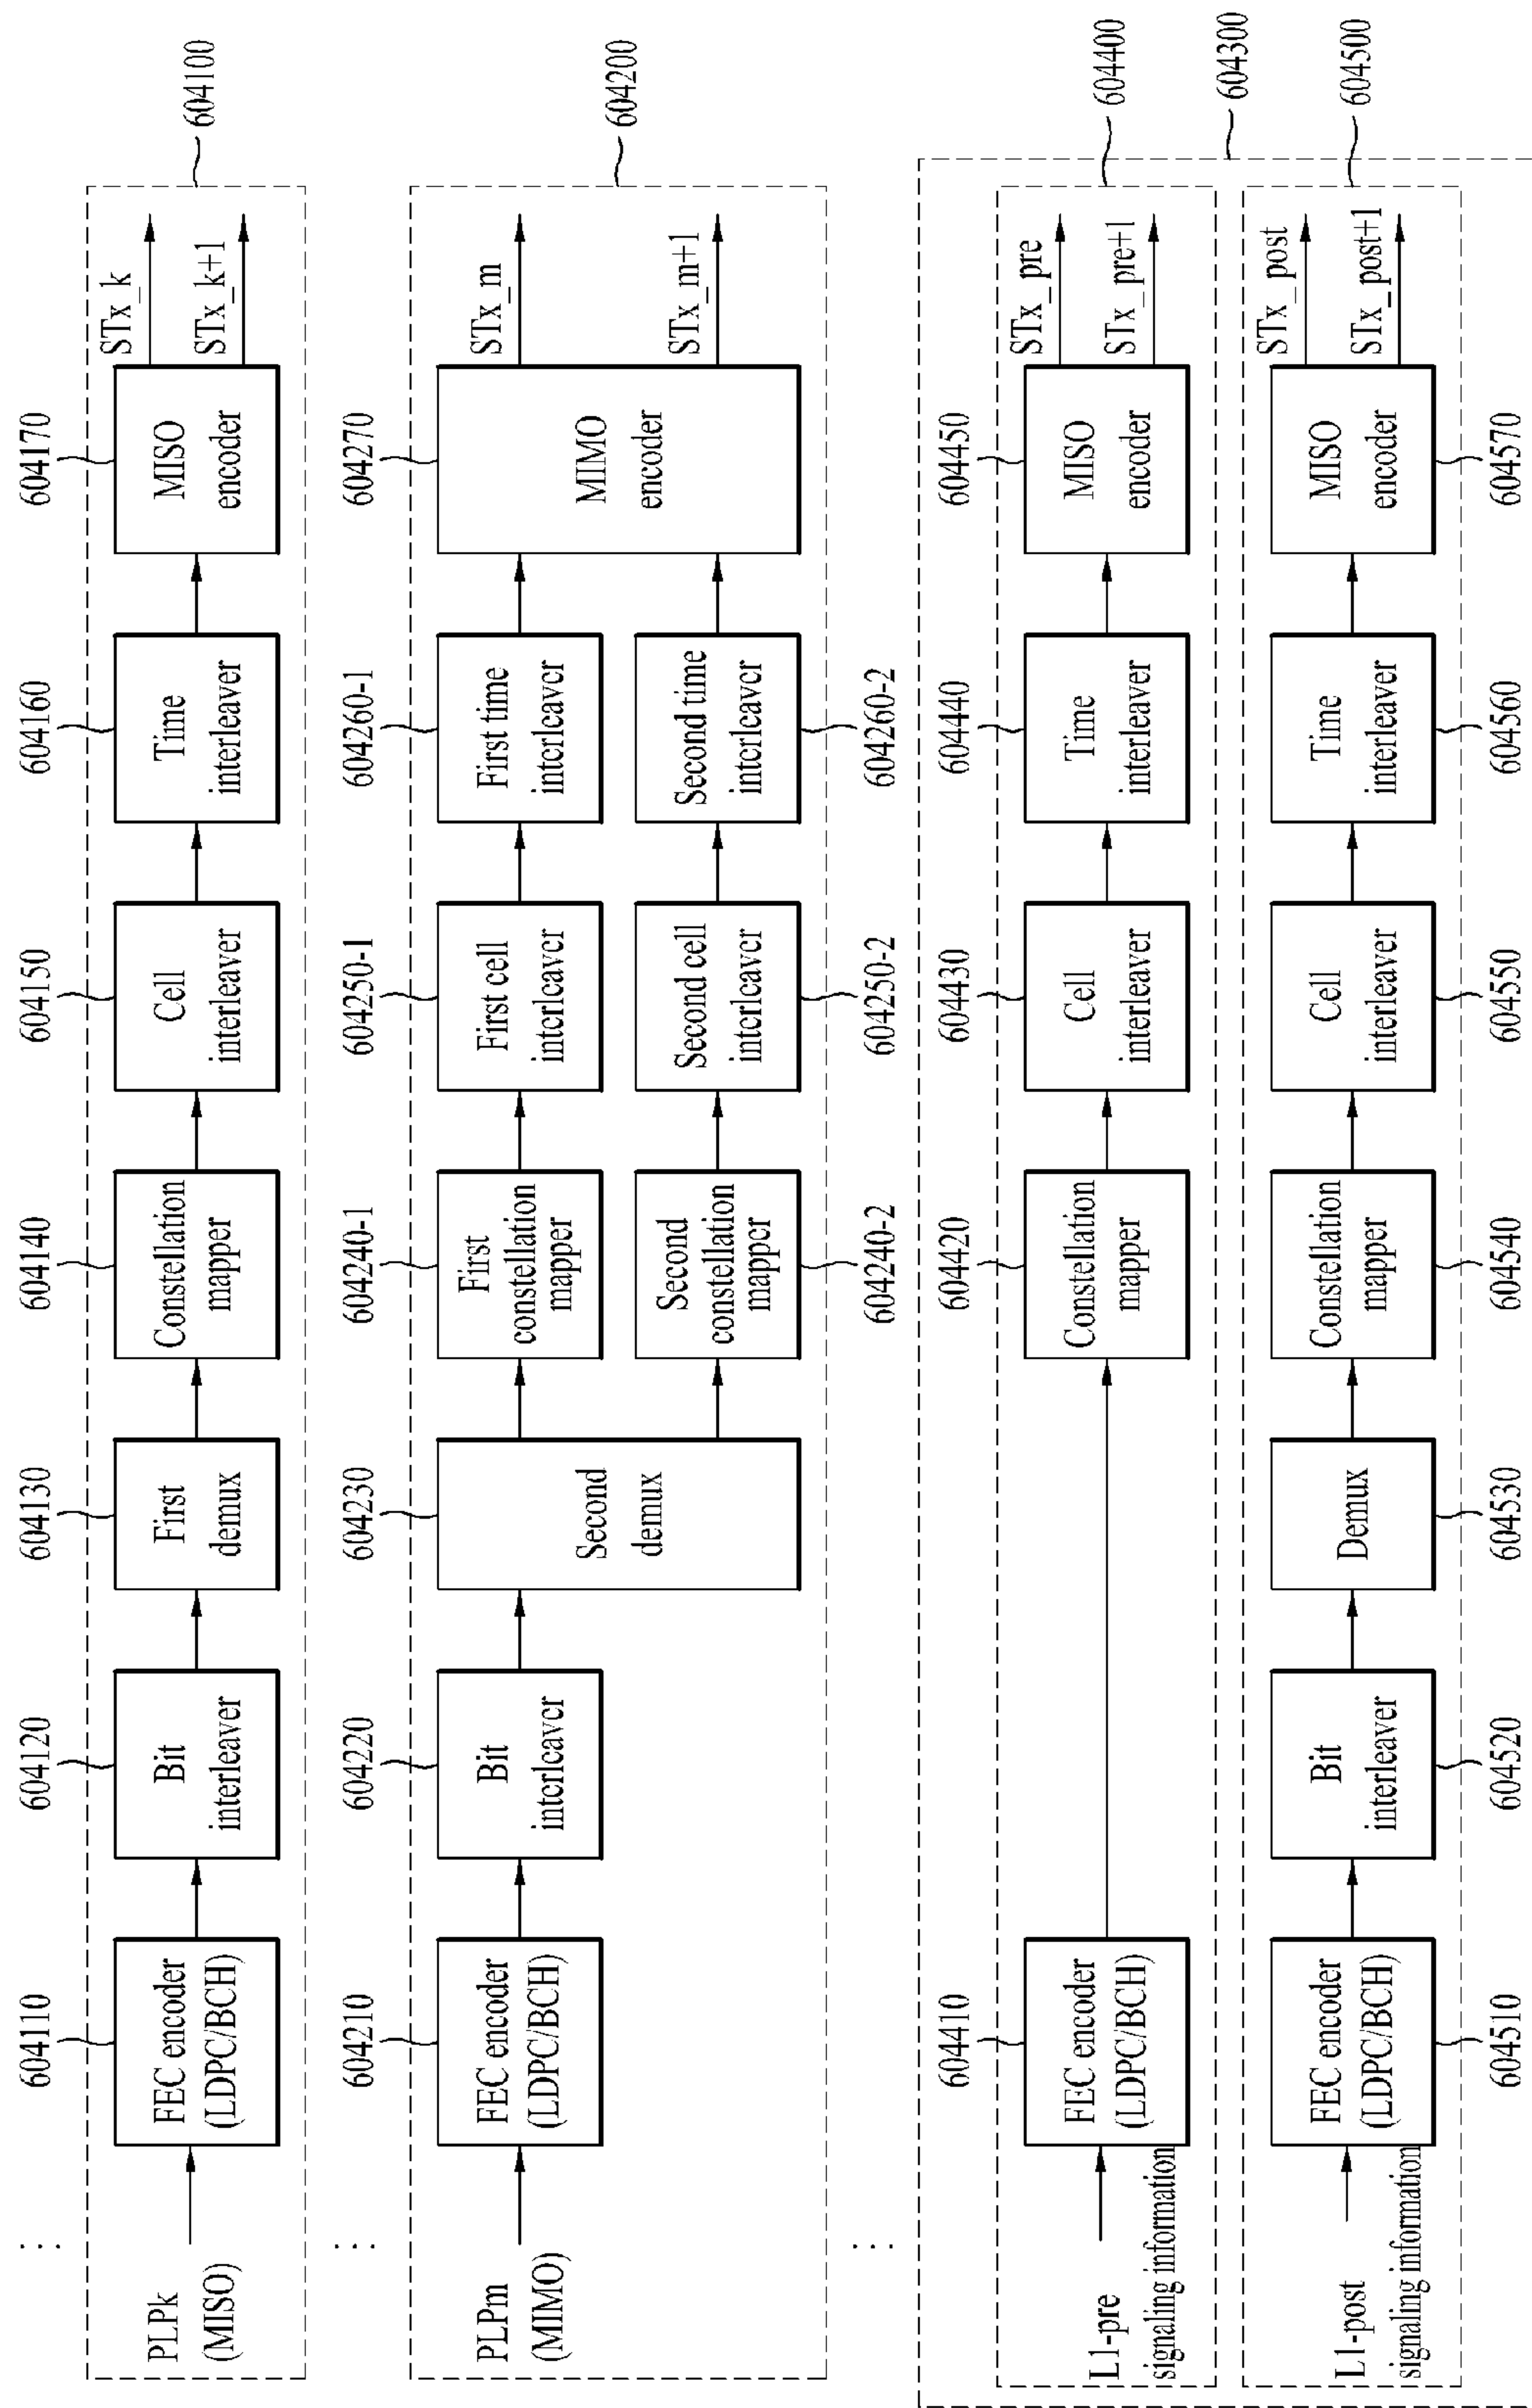 604110
604120
604130
604140
604150
604160
604170
PLPk
(MISO)
FEC encoder
(LDPC/BCH)
Bit
interleaver
First
demux
Constellation
mapper
Cell
interleaver
Time
interleaver
MISO
encoder
STx_k
STx_k+1
604100
604210
604220
604230
604240-1
604250-1
604260-1
604270
PLPm
(MIMO)
FEC encoder
(LDPC/BCH)
Bit
interleaver
Second
demux
First
constellation
mapper
First cell
interleaver
First time
interleaver
MIMO
encoder
STx_m
STx_m+1
604200
Second
constellation
mapper
Second cell
interleaver
Second time
interleaver
604240-2
604250-2
604260-2
604410
604420
604430
604440
604450
L1-pre
signaling information
FEC encoder
(LDPC/BCH)
Constellation
mapper
Cell
interleaver
Time
interleaver
MISO
encoder
STx_pre
STx_pre+1
604400
604300
L1-post
signaling information
FEC encoder
(LDPC/BCH)
Bit
interleaver
Demux
Constellation
mapper
Cell
interleaver
Time
interleaver
MISO
encoder
STx_post
STx_post+1
604500
604510
604520
604530
604540
604550
604560
604570